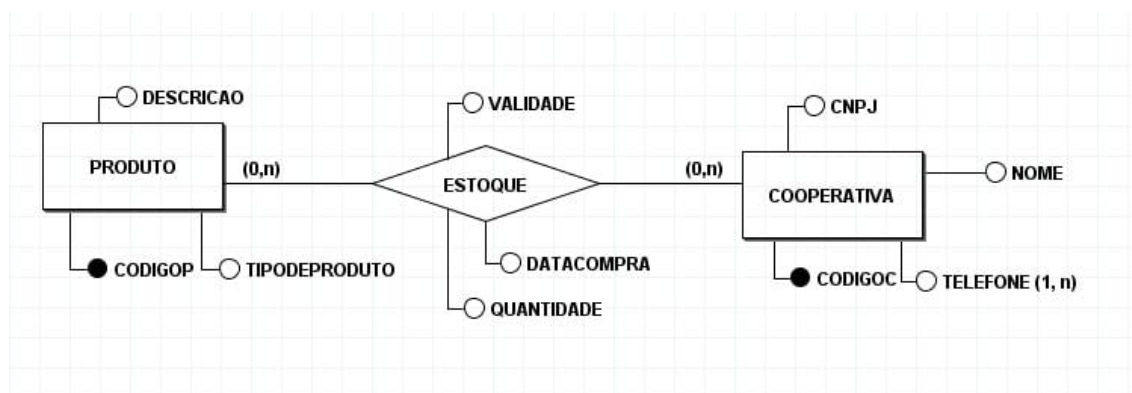 DESCRICAO
PRODUTO
(0,n)
CODIGOP
TIPODEPRODUTO
VALIDADE
ESTOQUE
DATACOMPRA
QUANTIDADE
(0,n)
CNPJ
COOPERATIVA
NOME
CODIGOC
TELEFONE (1, n)